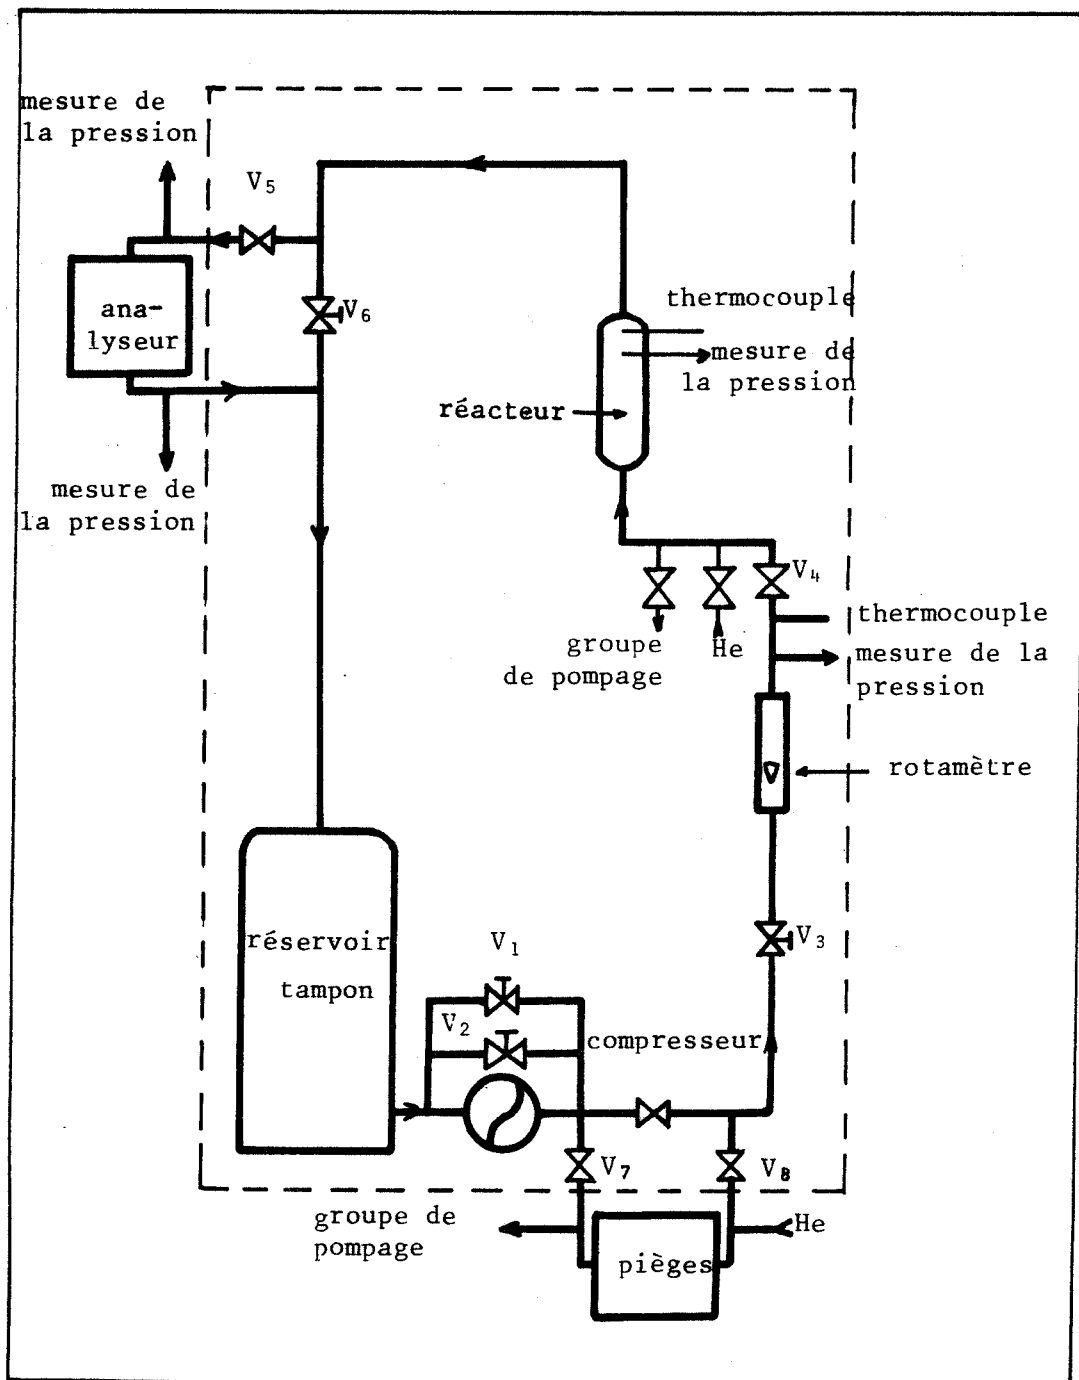 mesure de
la pression
V5
ana-
lyseur
V6
thermocouple
mesure de
la pression
réacteur
mesure de
la pression
V4
thermocouple
groupe
de pompage
He
mesure de la
pression
rotamètre
réservoir
tampon
V1
V3
V2
compresseur
V7
V8
groupe de
pompage
He
pièges